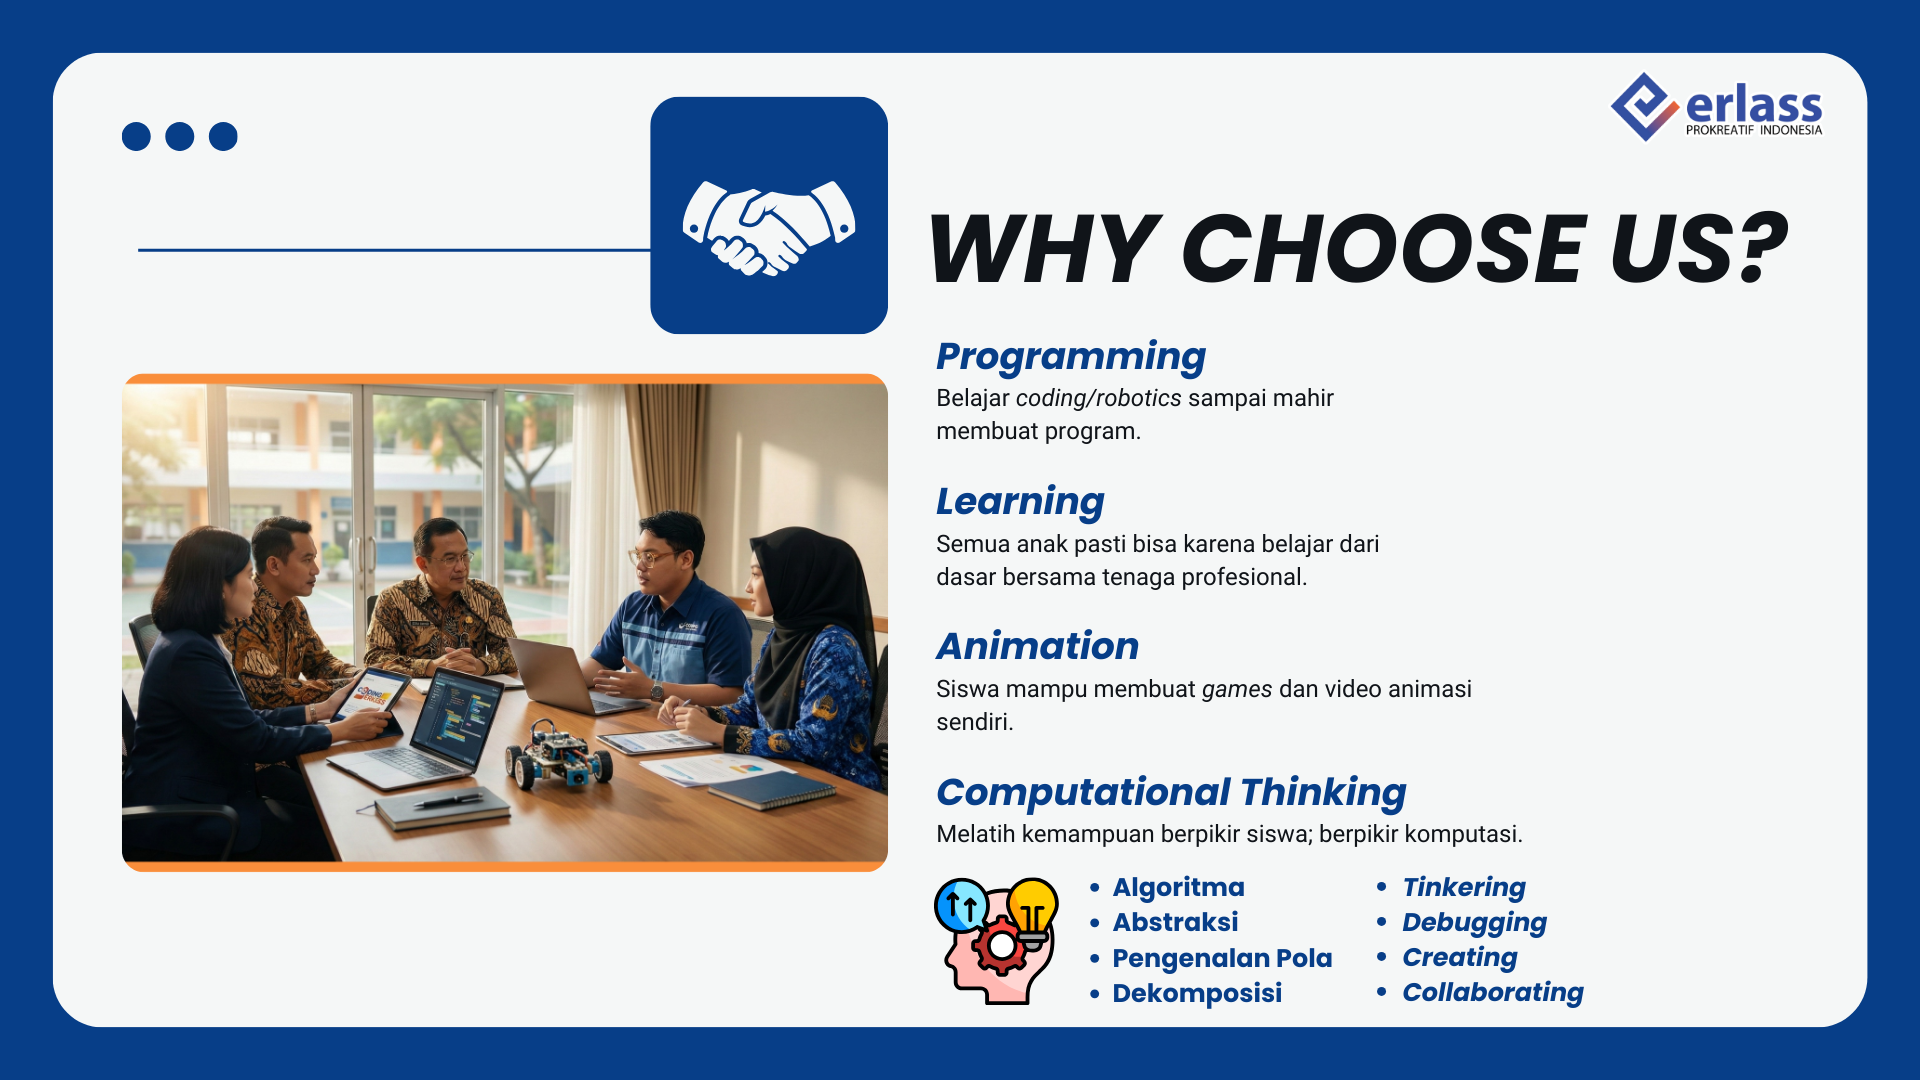 erlass
PROKREATIF INDONESIA
WHY CHOOSE US?
Programming
Belajar coding/robotics sampai mahir
membuat program.
Learning
Semua anak pasti bisa karena belajar dari
dasar bersama tenaga profesional.
Animation
Siswa mampu membuat games dan video animasi
sendiri.
Computational Thinking
Melatih kemampuan berpikir siswa; berpikir komputasi.
• Algoritma
• Abstraksi
• Pengenalan Pola
• Dekomposisi
• Tinkering
• Debugging
• Creating
• Collaborating
CODING